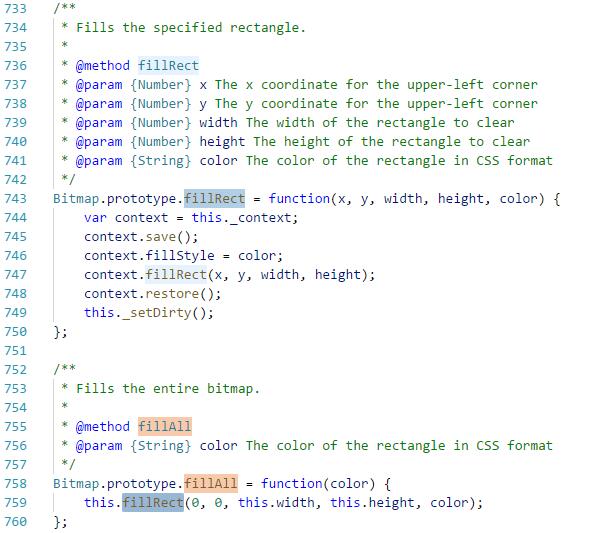 733 /**
734  * Fills the specified rectangle.
735  *
736  * @method fillRect
737  * @param {Number} x The x coordinate for the upper-left corner
738  * @param {Number} y The y coordinate for the upper-left corner
739  * @param {Number} width The width of the rectangle to clear
740  * @param {Number} height The height of the rectangle to clear
741  * @param {String} color The color of the rectangle in CSS format
742  */
743 Bitmap.prototype.fillRect = function(x, y, width, height, color) {
744     var context = this._context;
745     context.save();
746     context.fillStyle = color;
747     context.fillRect(x, y, width, height);
748     context.restore();
749     this._setDirty();
750 };
751
752 /**
753  * Fills the entire bitmap.
754  *
755  * @method fillAll
756  * @param {String} color The color of the rectangle in CSS format
757  */
758 Bitmap.prototype.fillAll = function(color) {
759     this.fillRect(0, 0, this.width, this.height, color);
760 };